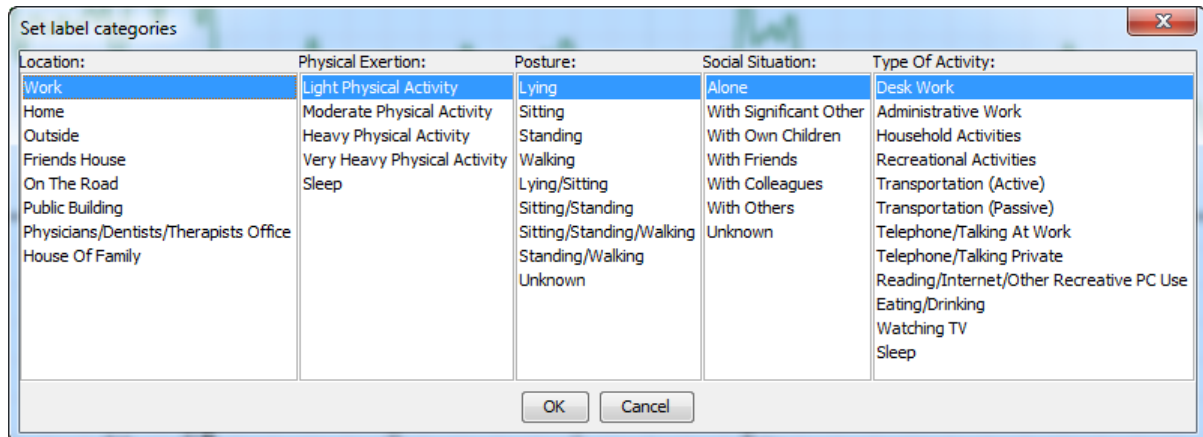 Set label categories
Location:
Work
Home
Outside
Friends House
On The Road
Public Building
Physicians/Dentists/Therapists Office
House Of Family
Physical Exertion:
Light Physical Activity
Moderate Physical Activity
Heavy Physical Activity
Very Heavy Physical Activity
Sleep
Posture:
Lying
Sitting
Standing
Walking
Lying/Sitting
Sitting/Standing
Sitting/Standing/Walking
Standing/Walking
Unknown
Social Situation:
Alone
With Significant Other
With Own Children
With Friends
With Colleagues
With Others
Unknown
Type Of Activity:
Desk Work
Administrative Work
Household Activities
Recreational Activities
Transportation (Active)
Transportation (Passive)
Telephone/Talking At Work
Telephone/Talking Private
Reading/Internet/Other Recreative PC Use
Eating/Drinking
Watching TV
Sleep
OK
Cancel